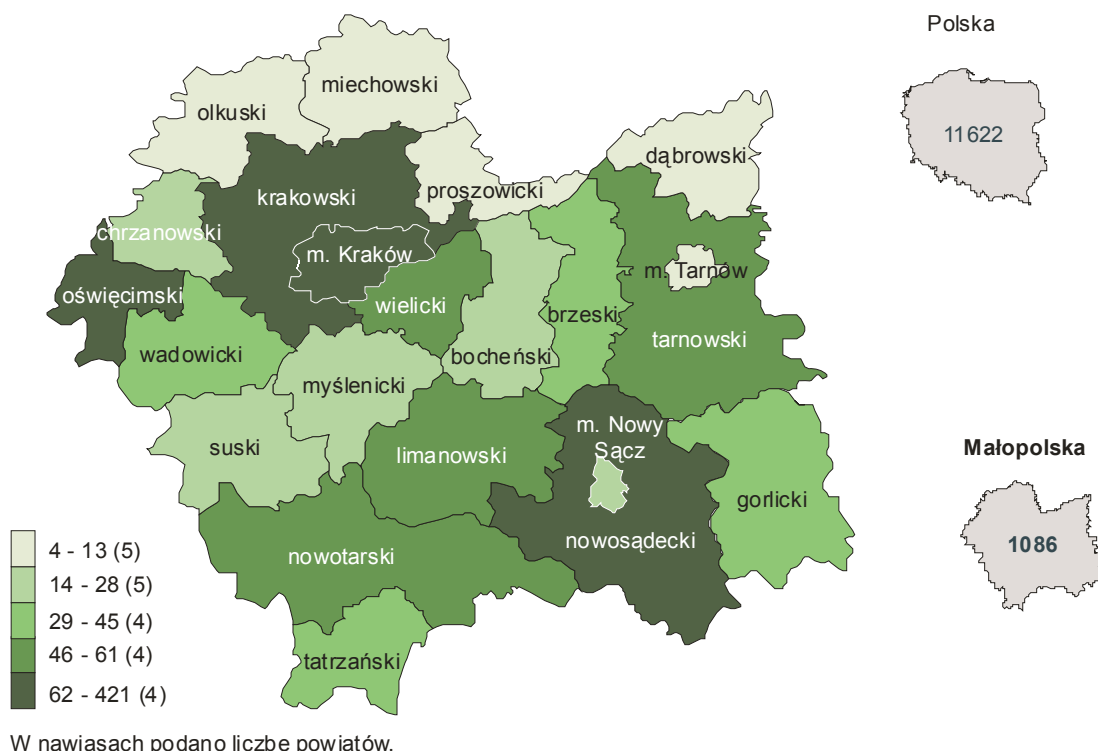 Polska
11622
miechowski
olkuski
dąbrowski
proszowicki
krakowski
chrzanowski
m. Kraków
m. Tarnów
oświęcimski
wielicki
brzeski
tarnowski
wadowicki
bocheński
myślenicki
m. Nowy
Sącz
suski
limanowski
gorlicki
nowosądecki
nowotarski
tatrzański
Małopolska
1086
4 - 13 (5)
14 - 28 (5)
29 - 45 (4)
46 - 61 (4)
62 - 421 (4)
W nawiasach podano liczbę powiatów.